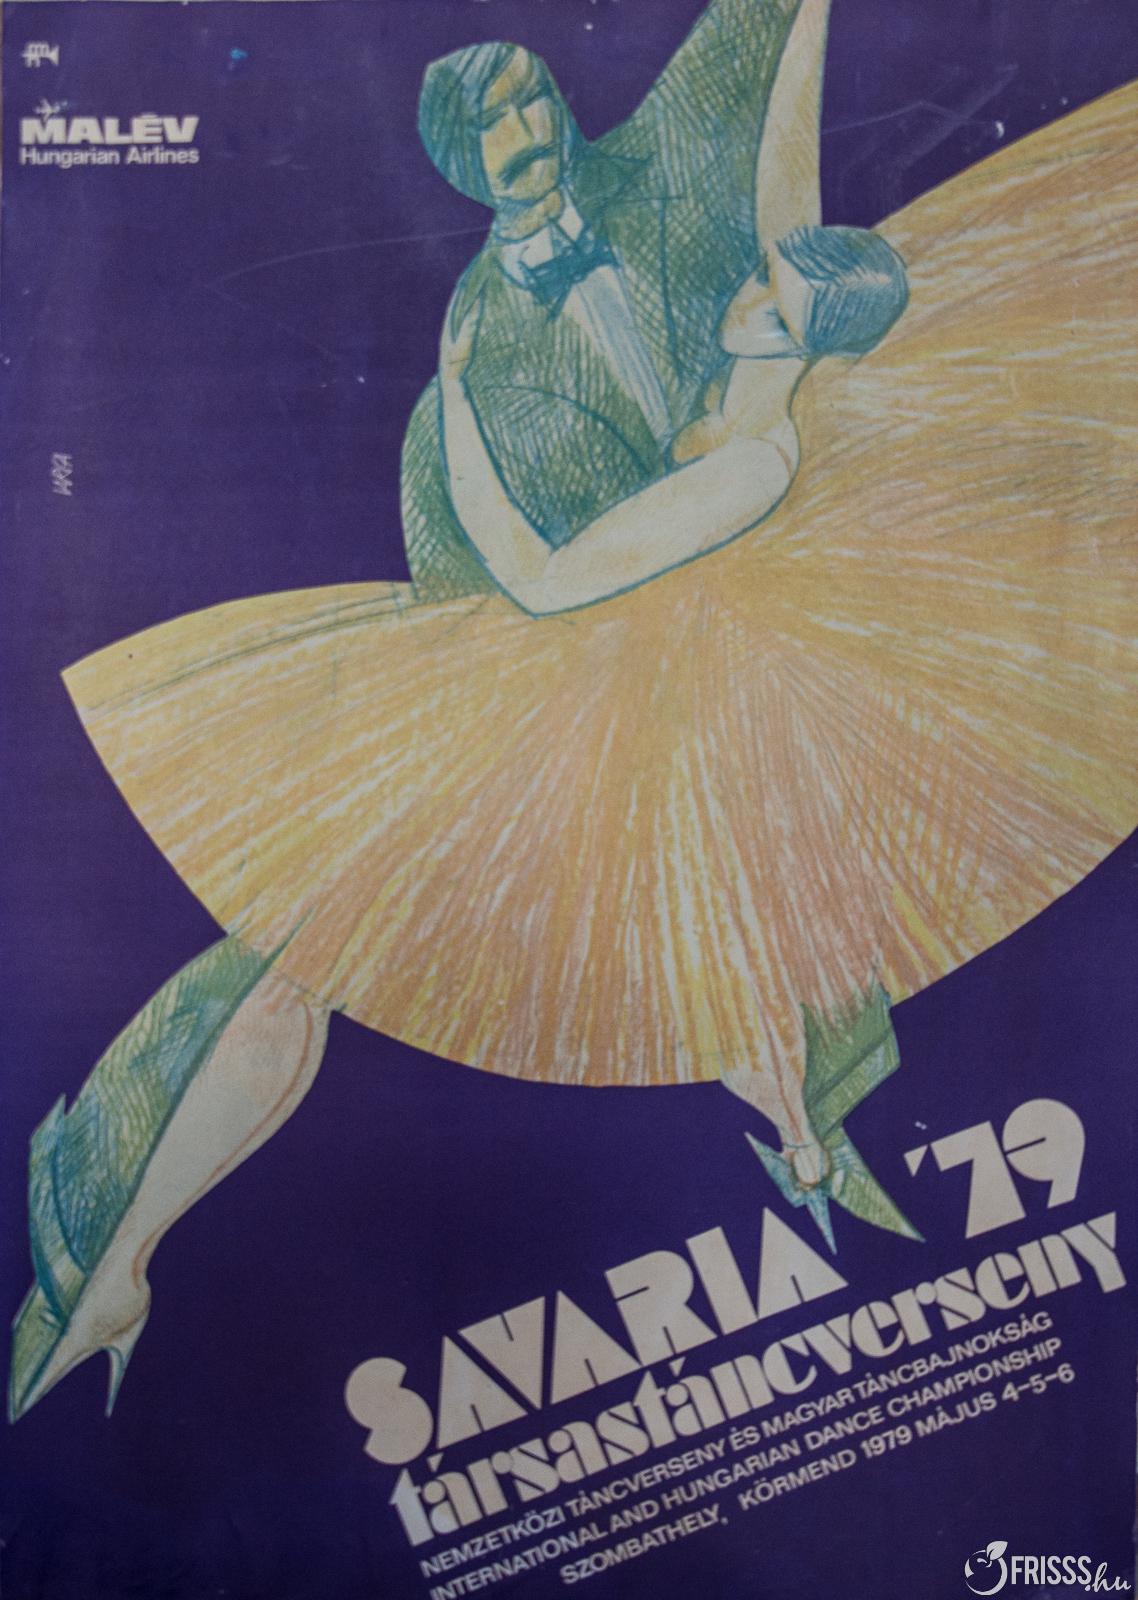 MALÉV
Hungarian Airlines
'79
SAVARIA
társastáncverseny
NEMZETKÖZI TÁNCVERSENY ÉS MAGYAR TÁNCBAJNOKSÁG
INTERNATIONAL AND HUNGARIAN DANCE CHAMPIONSHIP
SZOMBATHELY, KÖRMEND 1979 MÁJUS 4-5-6
FRISSS.hu